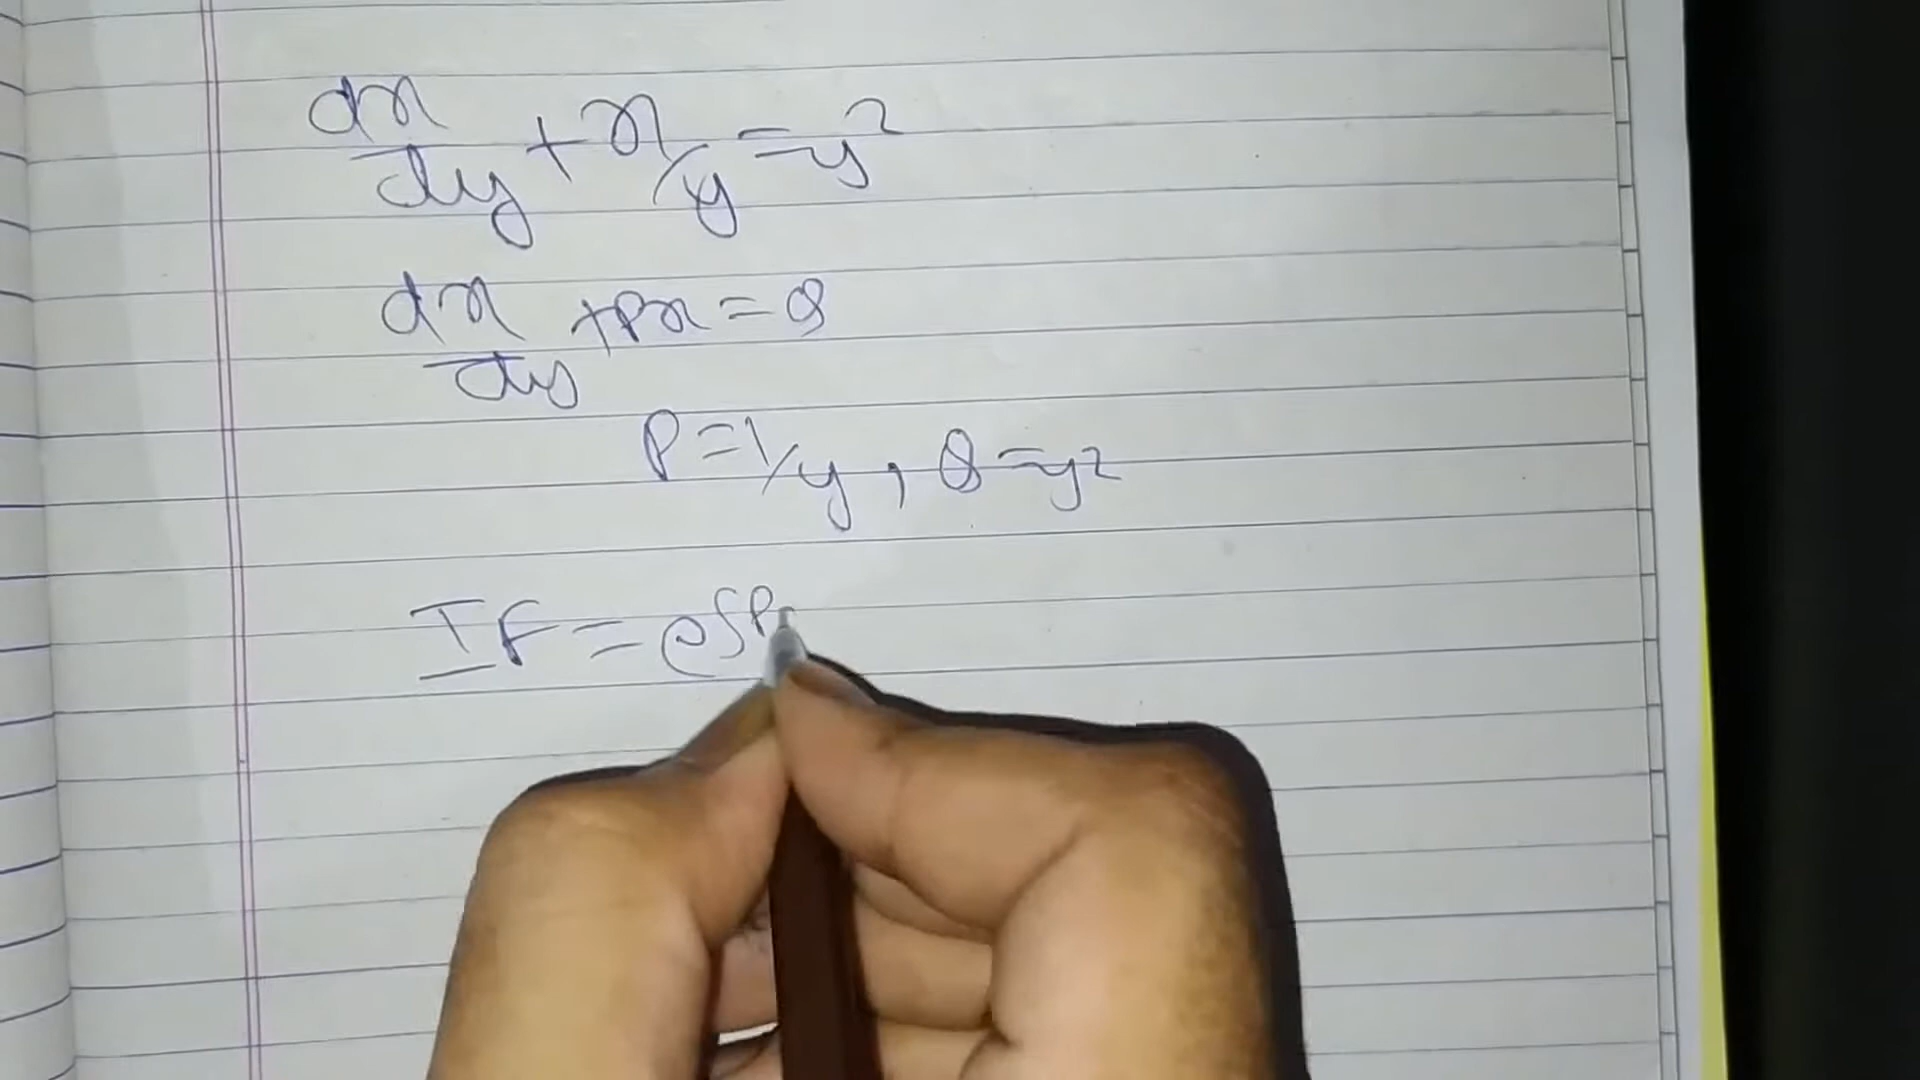 dx/dy + x/y = y²
dx/dy + Px = Q
P = 1/y , Q = y²
IF = e^∫P